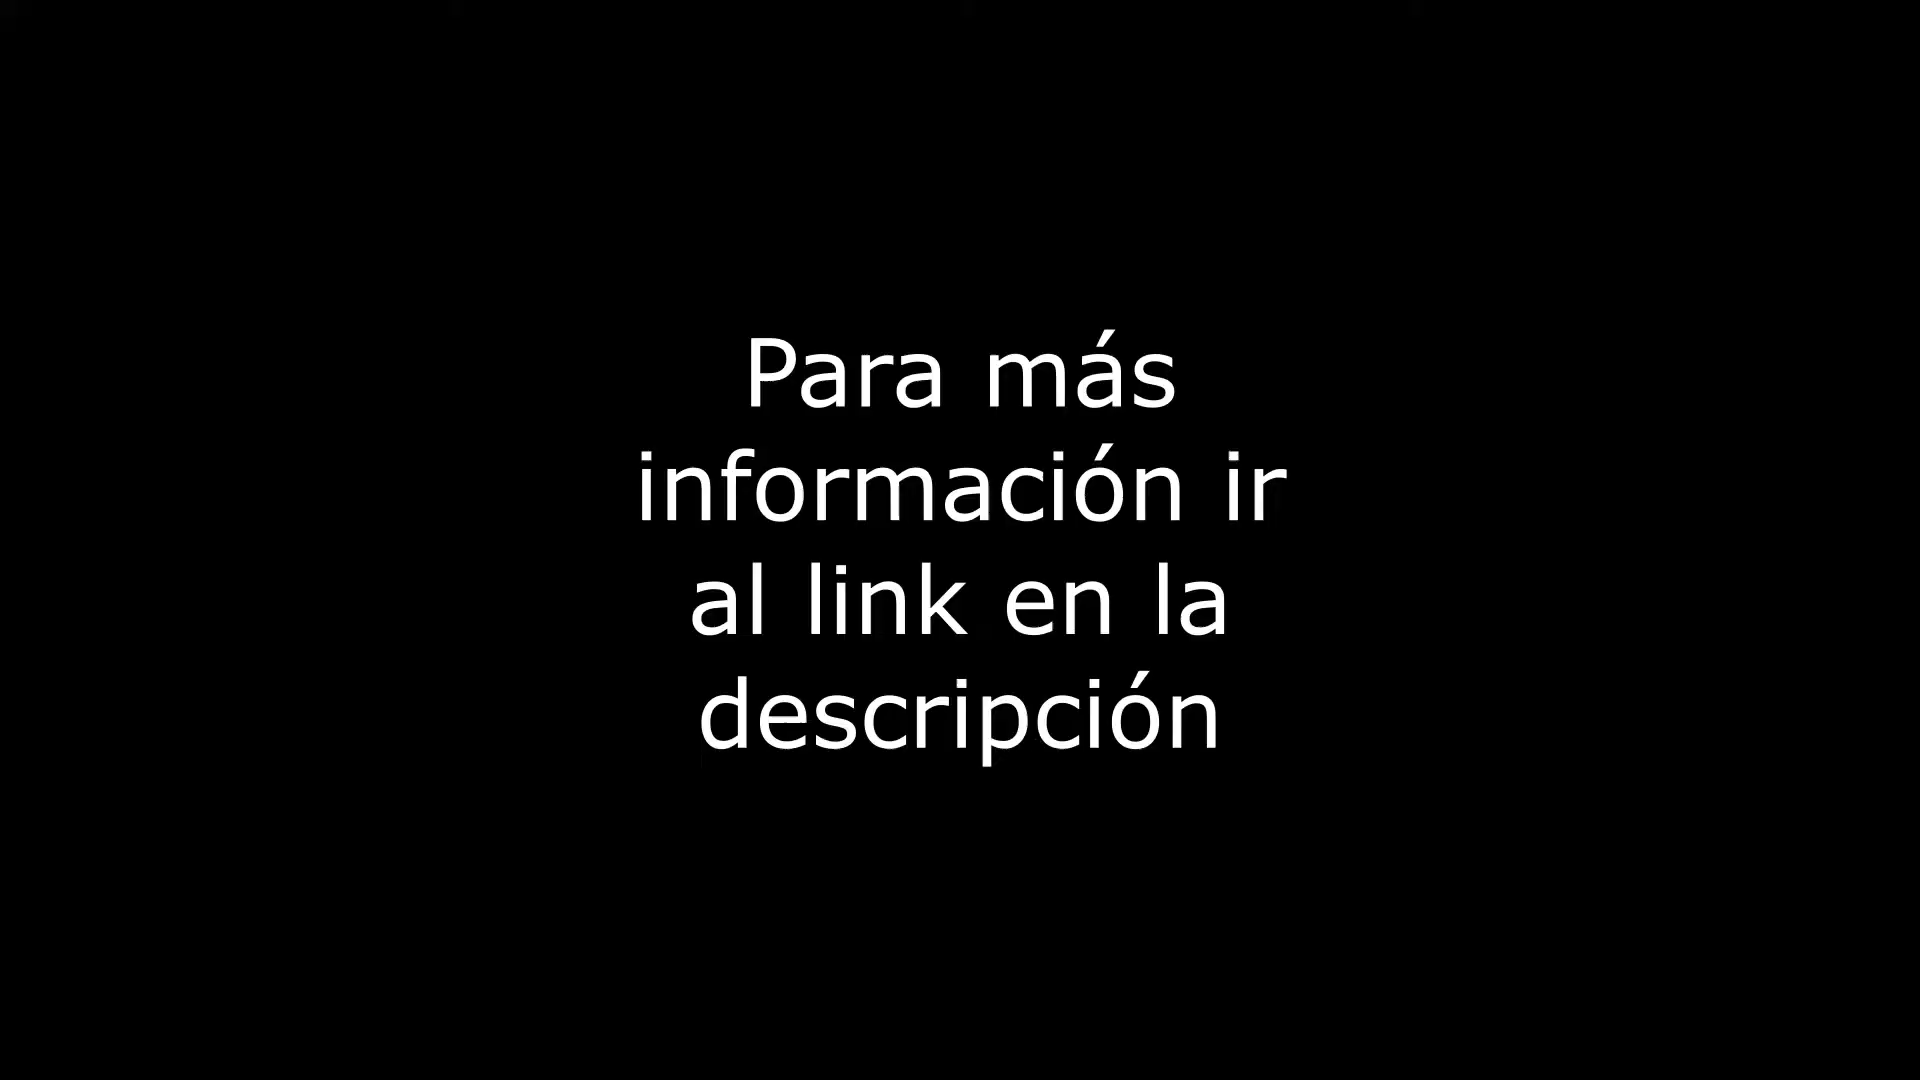 Para más
información ir
al link en la
descripción